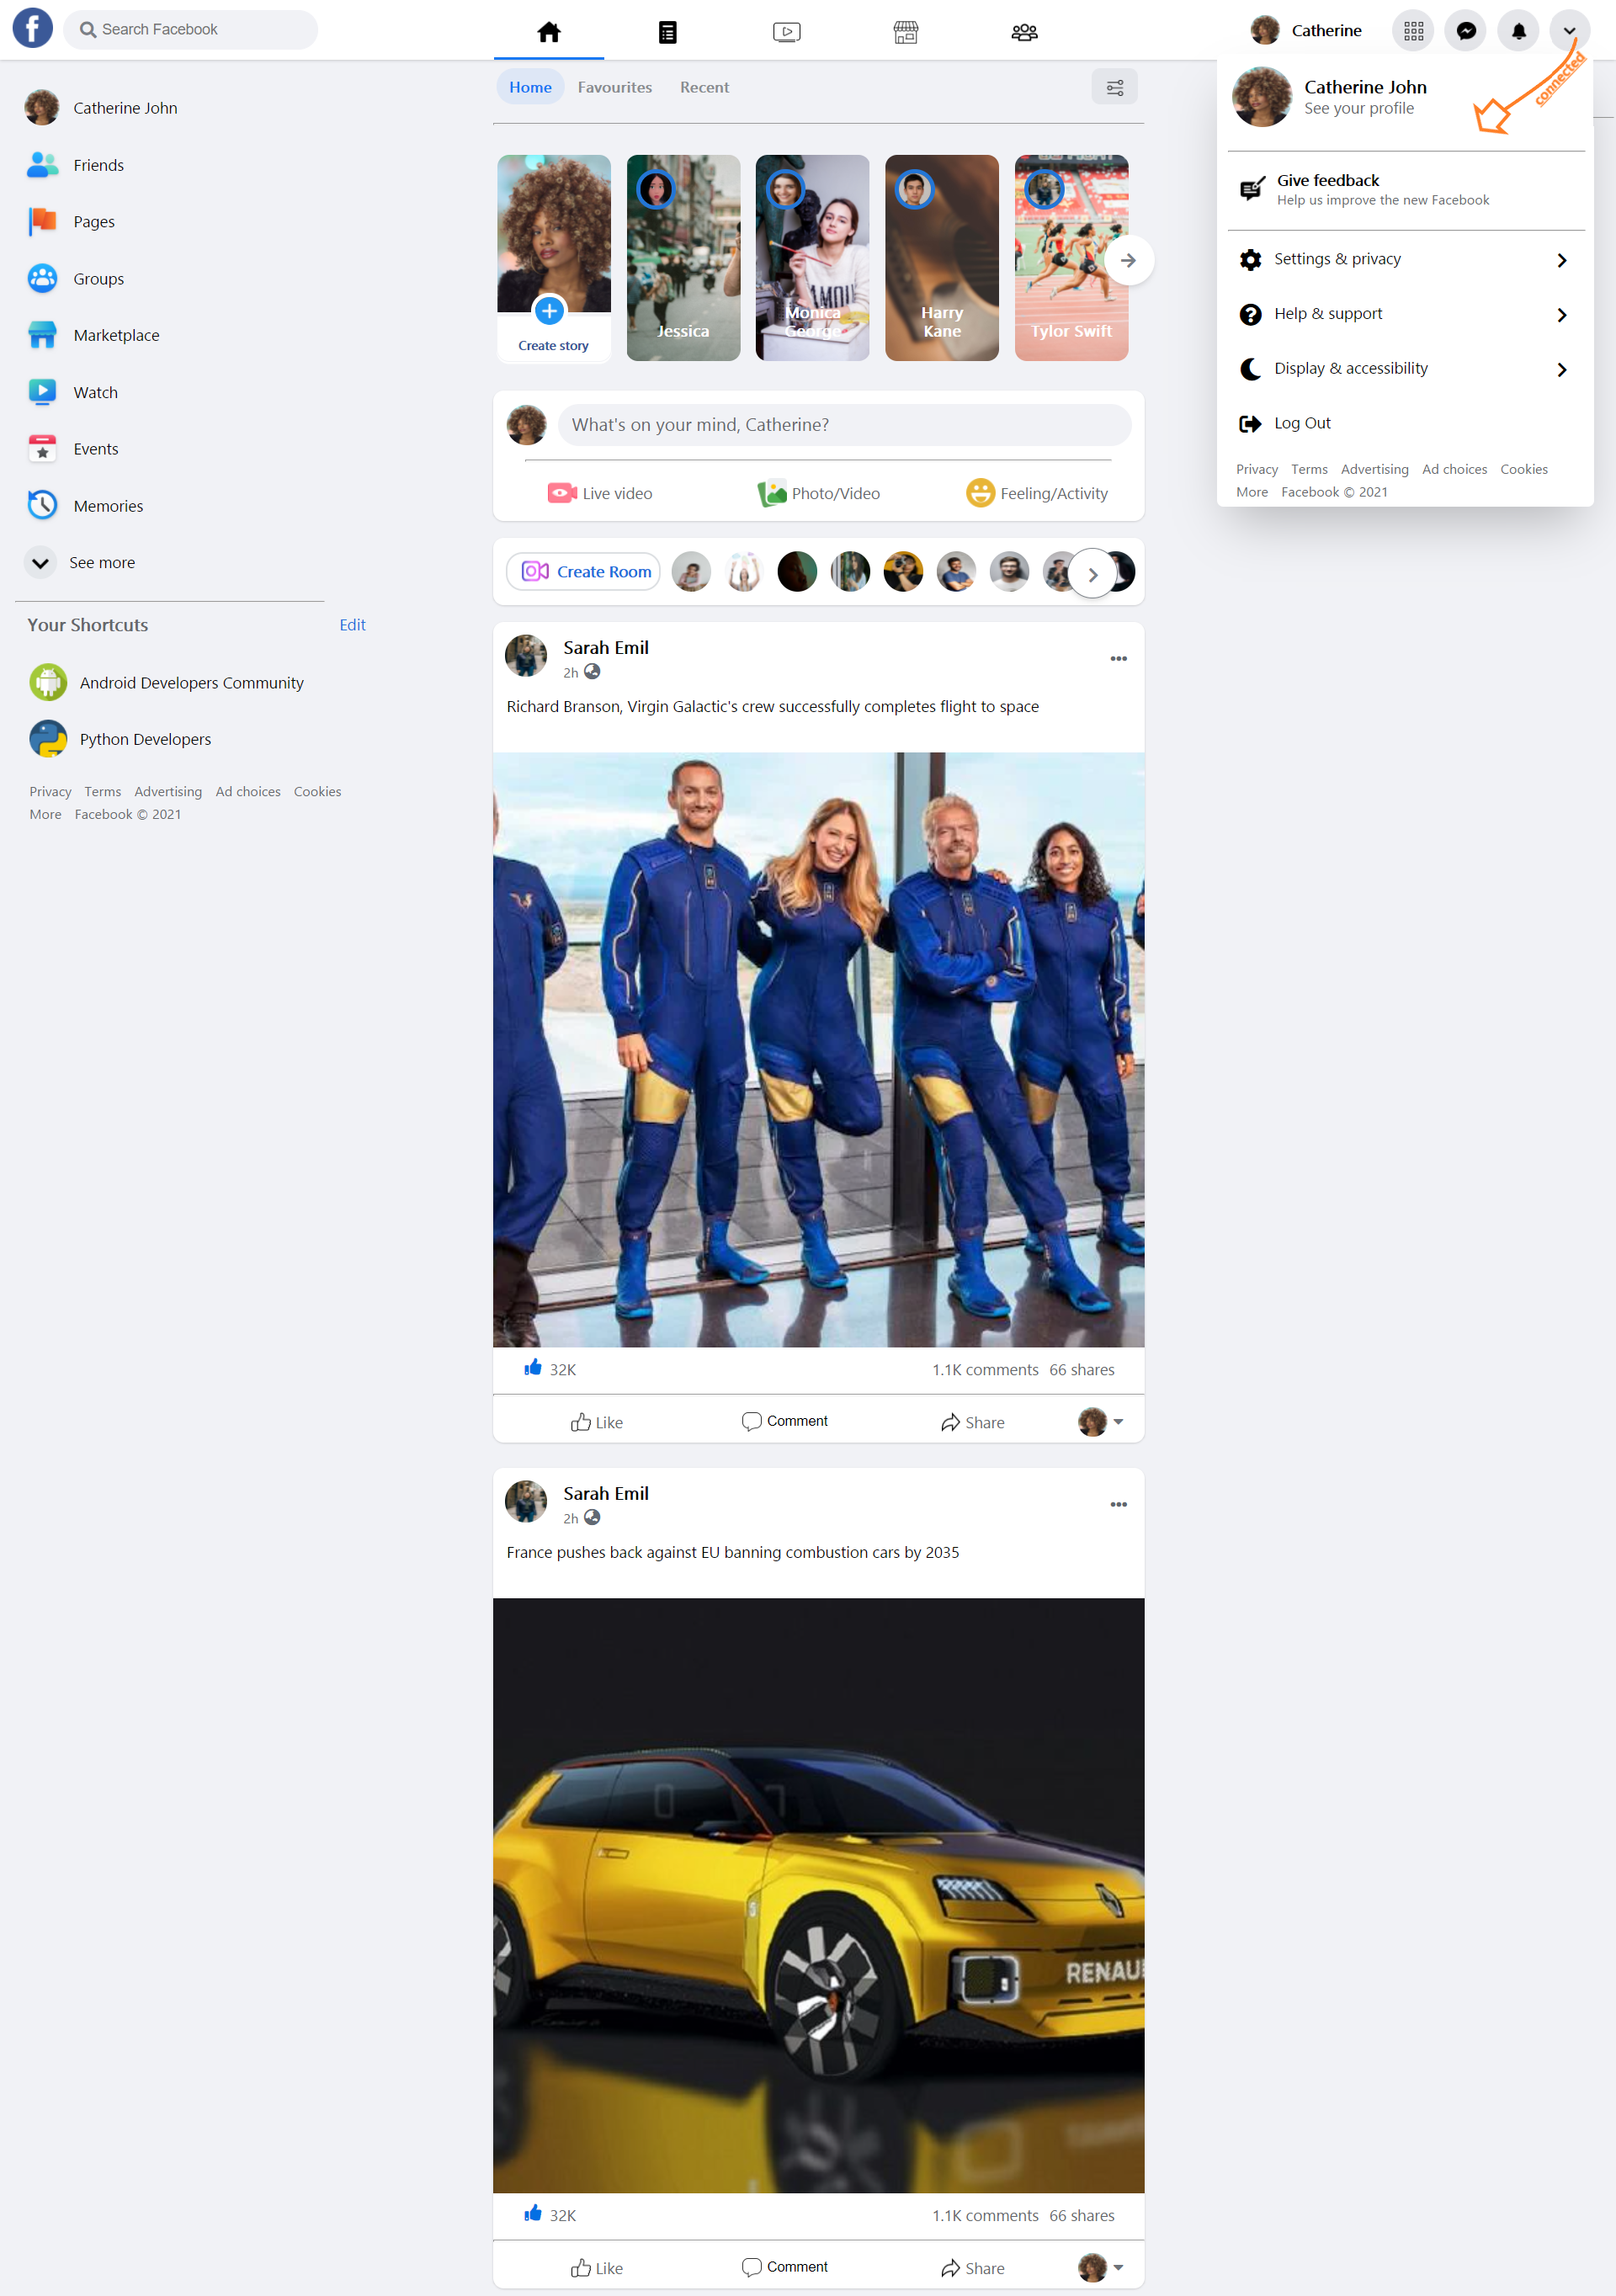 Search Facebook
Catherine
connected
Catherine John
Friends
Pages
Groups
Marketplace
Watch
Events
Memories
See more
Your Shortcuts
Edit
Android Developers Community
Python Developers
Privacy Terms Advertising Ad choices Cookies
More Facebook © 2021
Home Favourites Recent
Create story
Jessica
Monica
George
Harry
Kane
Tylor Swift
What's on your mind, Catherine?
Live video
Photo/Video
Feeling/Activity
Create Room
Sarah Emil
2h
Richard Branson, Virgin Galactic's crew successfully completes flight to space
32K
1.1K comments 66 shares
Like
Comment
Share
Sarah Emil
2h
France pushes back against EU banning combustion cars by 2035
RENAU
32K
1.1K comments 66 shares
Like
Comment
Share
Catherine John
See your profile
Give feedback
Help us improve the new Facebook
Settings & privacy
Help & support
Display & accessibility
Log Out
Privacy Terms Advertising Ad choices Cookies
More Facebook © 2021